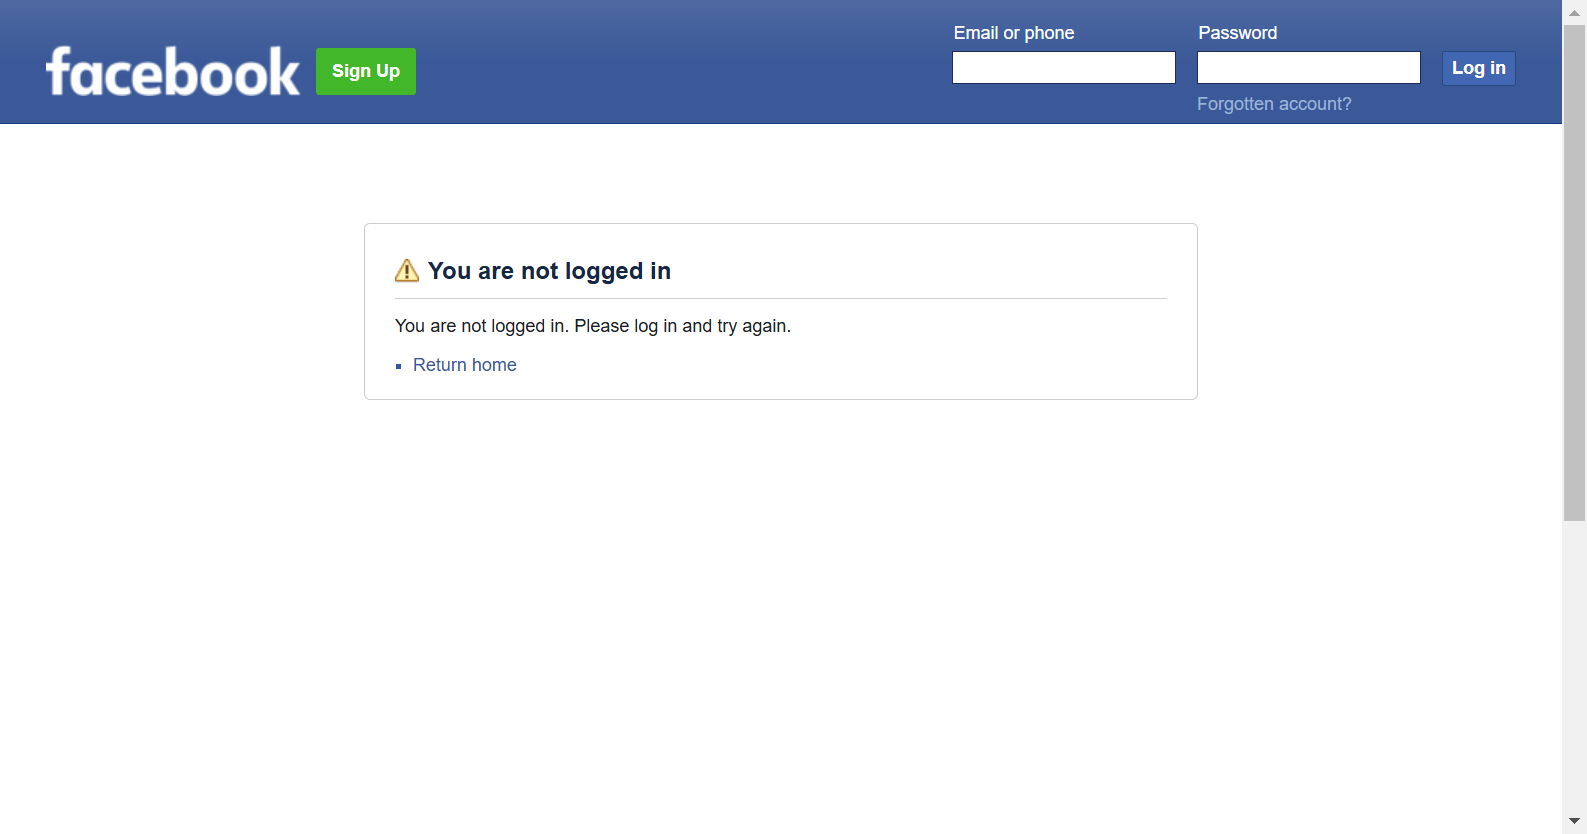 facebook
Sign Up
Email or phone
Password
Log in
Forgotten account?
You are not logged in
You are not logged in. Please log in and try again.
Return home